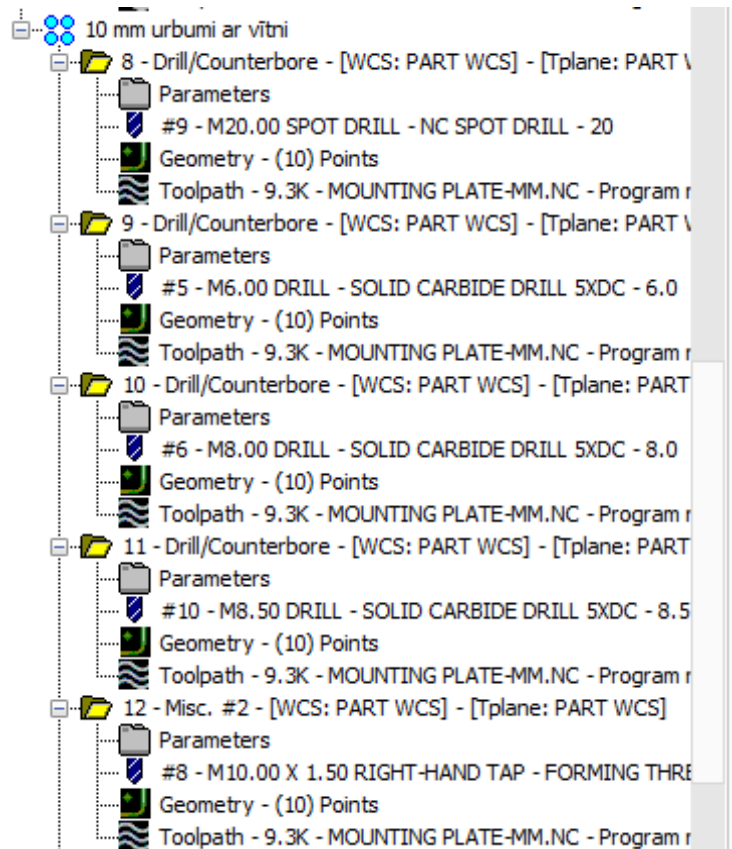 10 mm urbumi ar vītni
8 - Drill/Counterbore - [WCS: PART WCS] - [Tplane: PART
Parameters
#9 - M20.00 SPOT DRILL - NC SPOT DRILL - 20
Geometry - (10) Points
Toolpath - 9.3K - MOUNTING PLATE-MM.NC - Program
9 - Drill/Counterbore - [WCS: PART WCS] - [Tplane: PART
Parameters
#5 - M6.00 DRILL - SOLID CARBIDE DRILL 5XDC - 6.0
Geometry - (10) Points
Toolpath - 9.3K - MOUNTING PLATE-MM.NC - Program
10 - Drill/Counterbore - [WCS: PART WCS] - [Tplane: PART
Parameters
#6 - M8.00 DRILL - SOLID CARBIDE DRILL 5XDC - 8.0
Geometry - (10) Points
Toolpath - 9.3K - MOUNTING PLATE-MM.NC - Program
11 - Drill/Counterbore - [WCS: PART WCS] - [Tplane: PART
Parameters
#10 - M8.50 DRILL - SOLID CARBIDE DRILL 5XDC - 8.5
Geometry - (10) Points
Toolpath - 9.3K - MOUNTING PLATE-MM.NC - Program
12 - Misc. #2 - [WCS: PART WCS] - [Tplane: PART WCS]
Parameters
#8 - M10.00 X 1.50 RIGHT-HAND TAP - FORMING THRE
Geometry - (10) Points
Toolpath - 9.3K - MOUNTING PLATE-MM.NC - Program